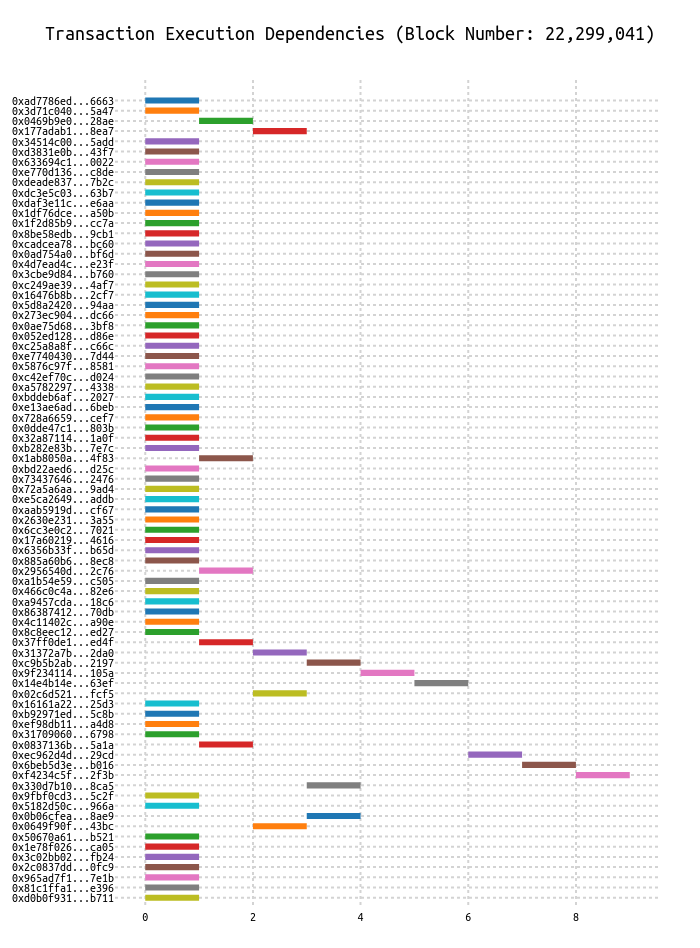 Transaction Execution Dependencies (Block Number: 22,299,041)
0xad7786ed...6663
0x3d71c040...5a47
0x0469b9e0...28ae
0x177adab1...8ea7
0x34514c00...5add
0xd3831e0b...43f7
0x633694c1...0022
0xe770d136...c8de
0xdeade837...7b2c
0xdc3e5c03...63b7
0xdaf3e11c...e6aa
0x1df76dce...a50b
0x1f2d85b9...cc7a
0x8be58edb...9cb1
0xcadcea78...bc60
0x0ad754a0...bf6d
0x4d7ead4c...e23f
0x3cbe9d84...b760
0xc249ae39...4af7
0x16476b8b...2cf7
0x5d8a2420...94aa
0x273ec904...dc66
0x0ae75d68...3bf8
0x052ed128...d86e
0xc25a8a8f...c66c
0xe7740430...7d44
0x5876c97f...8581
0xc42ef70c...d024
0xa5782297...4338
0xbddeb6af...2027
0xe13ae6ad...6beb
0x728a6659...cef7
0x0dde47c1...803b
0x32a87114...1a0f
0xb282e83b...7e7c
0x1ab8050a...4f83
0xbd22aed6...d25c
0x73437646...2476
0x72a5a6aa...9ad4
0xe5ca2649...addb
0xaab5919d...cf67
0x2630e231...3a55
0x6cc3e0c2...7021
0x17a60219...4616
0x6356b33f...b65d
0x885a60b6...8ec8
0x2956540d...2c76
0xa1b54e59...c505
0x466c0c4a...82e6
0xa9457cda...18c6
0x86387412...70db
0x4c11402c...a90e
0x8c8eec12...ed27
0x37ff0de1...ed4f
0x31372a7b...2da0
0xc9b5b2ab...2197
0x9f234114...105a
0x14e4b14e...63ef
0x02c6d521...fcf5
0x16161a22...25d3
0xb92971ed...5c8b
0xef98db11...a4d8
0x31709060...6798
0x0837136b...5a1a
0xec962d4d...29cd
0x6beb5d3e...b016
0xf4234c5f...2f3b
0x330d7b10...8ca5
0x9fbf0cd3...5c2f
0x5182d50c...966a
0x0b06cfea...8ae9
0x0649f90f...43bc
0x50670a61...b521
0x1e78f026...ca05
0x3c02bb02...fb24
0x2c0837dd...0fc9
0x965ad7f1...7e1b
0x81c1ffa1...e396
0xd0b0f931...b711
0 2 4 6 8